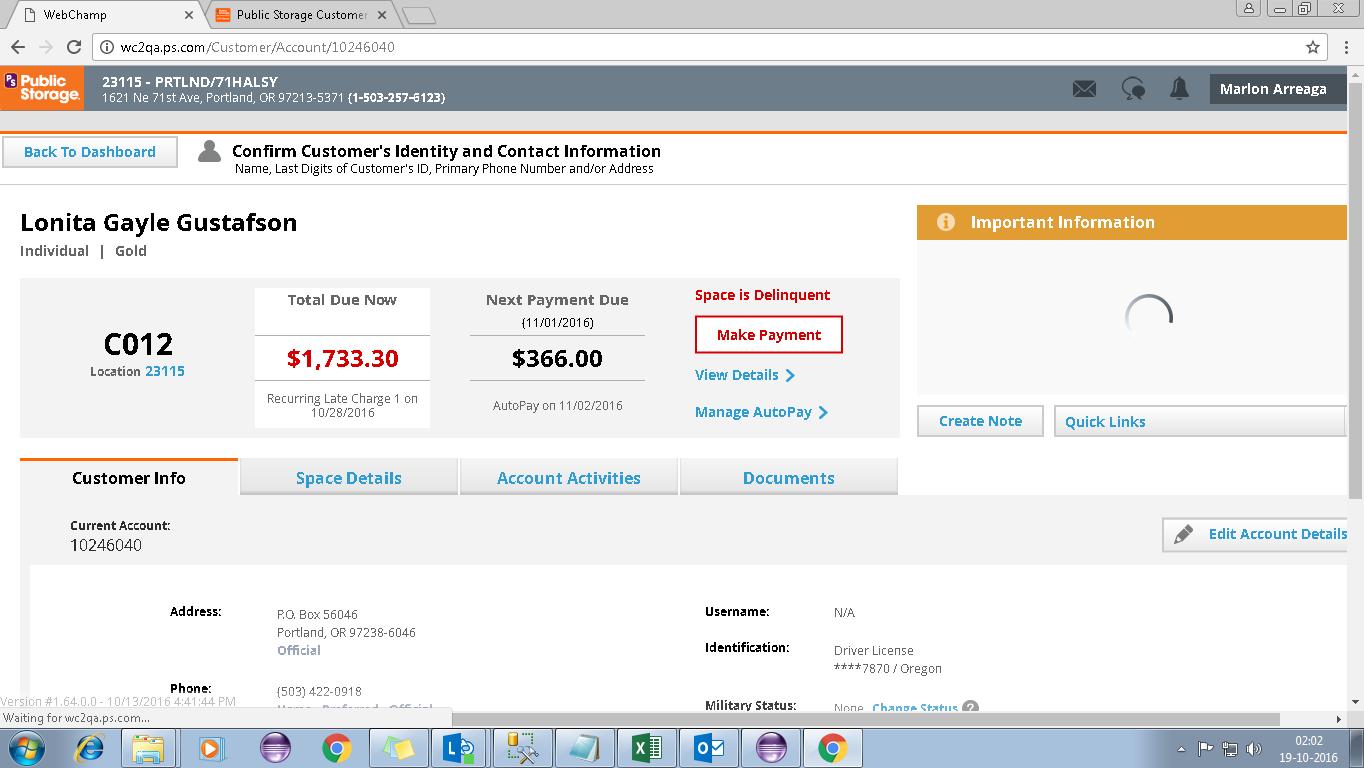 WebChamp
Public Storage Customer
wc2qa.ps.com/Customer/Account/10246040
PS Public Storage.
23115 - PRTLND/71HALSY
1621 Ne 71st Ave, Portland, OR 97213-5371 (1-503-257-6123)
Marlon Arreaga
Back To Dashboard
Confirm Customer's Identity and Contact Information
Name, Last Digits of Customer's ID, Primary Phone Number and/or Address
Lonita Gayle Gustafson
Individual | Gold
Important Information
C012
Location 23115
Total Due Now
$1,733.30
Recurring Late Charge 1 on
10/28/2016
Next Payment Due
(11/01/2016)
$366.00
AutoPay on 11/02/2016
Space is Delinquent
Make Payment
View Details
Manage AutoPay
Create Note
Quick Links
Customer Info
Space Details
Account Activities
Documents
Current Account:
10246040
Edit Account Details
Address:
P.O. Box 56046
Portland, OR 97238-6046
Official
Phone:
(503) 422-0918
Home - Preferred - Official
Username:
N/A
Identification:
Driver License
****7870 / Oregon
Military Status:
None Change Status ?
Version #1.64.0.0 - 10/13/2016 4:41:44 PM
Waiting for wc2qa.ps.com...
02:02
19-10-2016